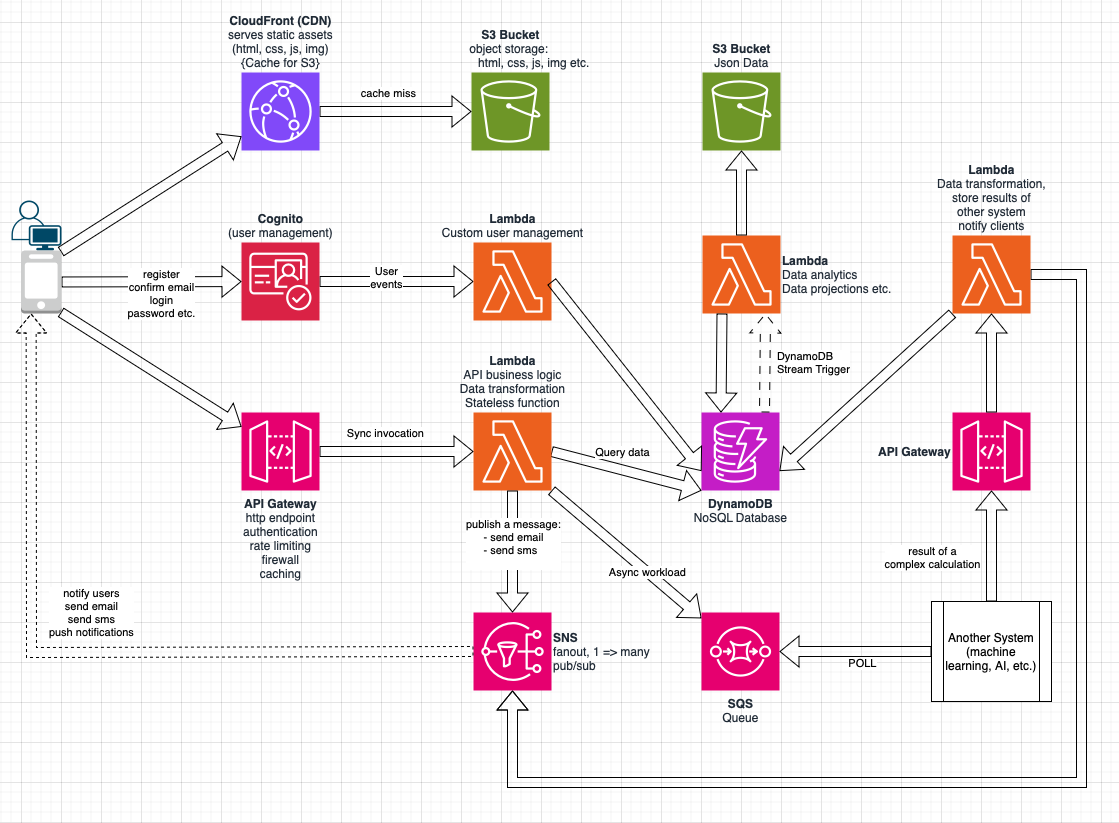 CloudFront (CDN)
serves static assets
(html, css, js, img)
{Cache for S3}
cache miss
S3 Bucket
object storage:
html, css, js, img etc.
S3 Bucket
Json Data
Cognito
(user management)
register
confirm email
login
password etc.
User
events
Lambda
Custom user management
Lambda
Data analytics
Data projections etc.
Lambda
Data transformation,
store results of
other system
notify clients
DynamoDB
Stream Trigger
Lambda
API business logic
Data transformation
Stateless function
Sync invocation
Query data
API Gateway
http endpoint
authentication
rate limiting
firewall
caching
DynamoDB
NoSQL Database
API Gateway
publish a message:
- send email
- send sms
Async workload
result of a
complex calculation
notify users
send email
send sms
push notifications
SNS
fanout, 1 => many
pub/sub
SQS
Queue
POLL
Another System
(machine
learning, AI, etc.)